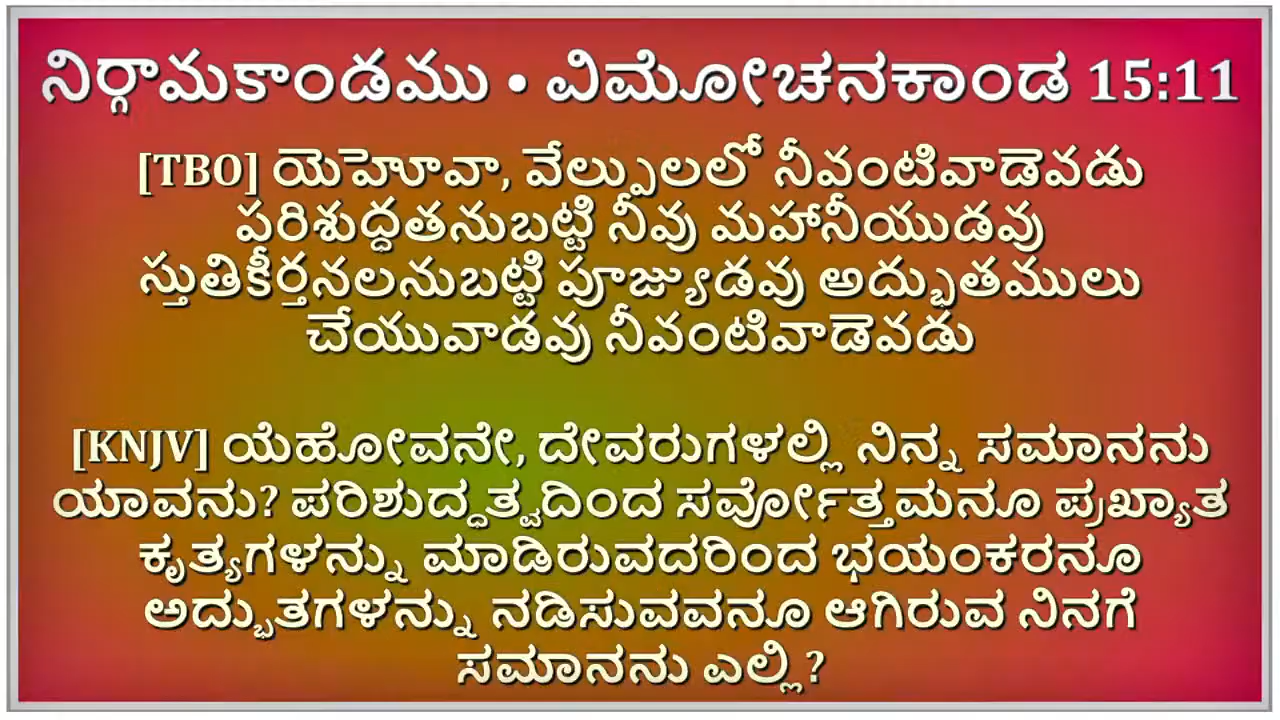 నిర్గామకాండము • ವಿಮೋಚನಕಾಂಡ 15:11
[TBO] యెహోవా, వేల్పులలో నీవంటివాడెవడు
పరిశుద్ధతనుబట్టి నీవు మహానీయుడవు
స్తుతికీర్తనలనుబట్టి పూజ్యుడవు అద్భుతములు
చేయువాడవు నీవంటివాడెవడు
[KNJV] ಯೆಹೋವನೇ, ದೇವರುಗಳಲ್ಲಿ ನಿನ್ನ ಸಮಾನನು
ಯಾವನು? ಪರಿಶುದ್ದತ್ವದಿಂದ ಸರ್ವೋತ್ತಮನೂ ಪ್ರಖ್ಯಾತ
ಕೃತ್ಯಗಳನ್ನು ಮಾಡಿರುವದರಿಂದ ಭಯಂಕರನೂ
ಅದ್ಭುತಗಳನ್ನು ನಡಿಸುವವನೂ ಆಗಿರುವ ನಿನಗೆ
ಸಮಾನನು ಎಲ್ಲಿ?